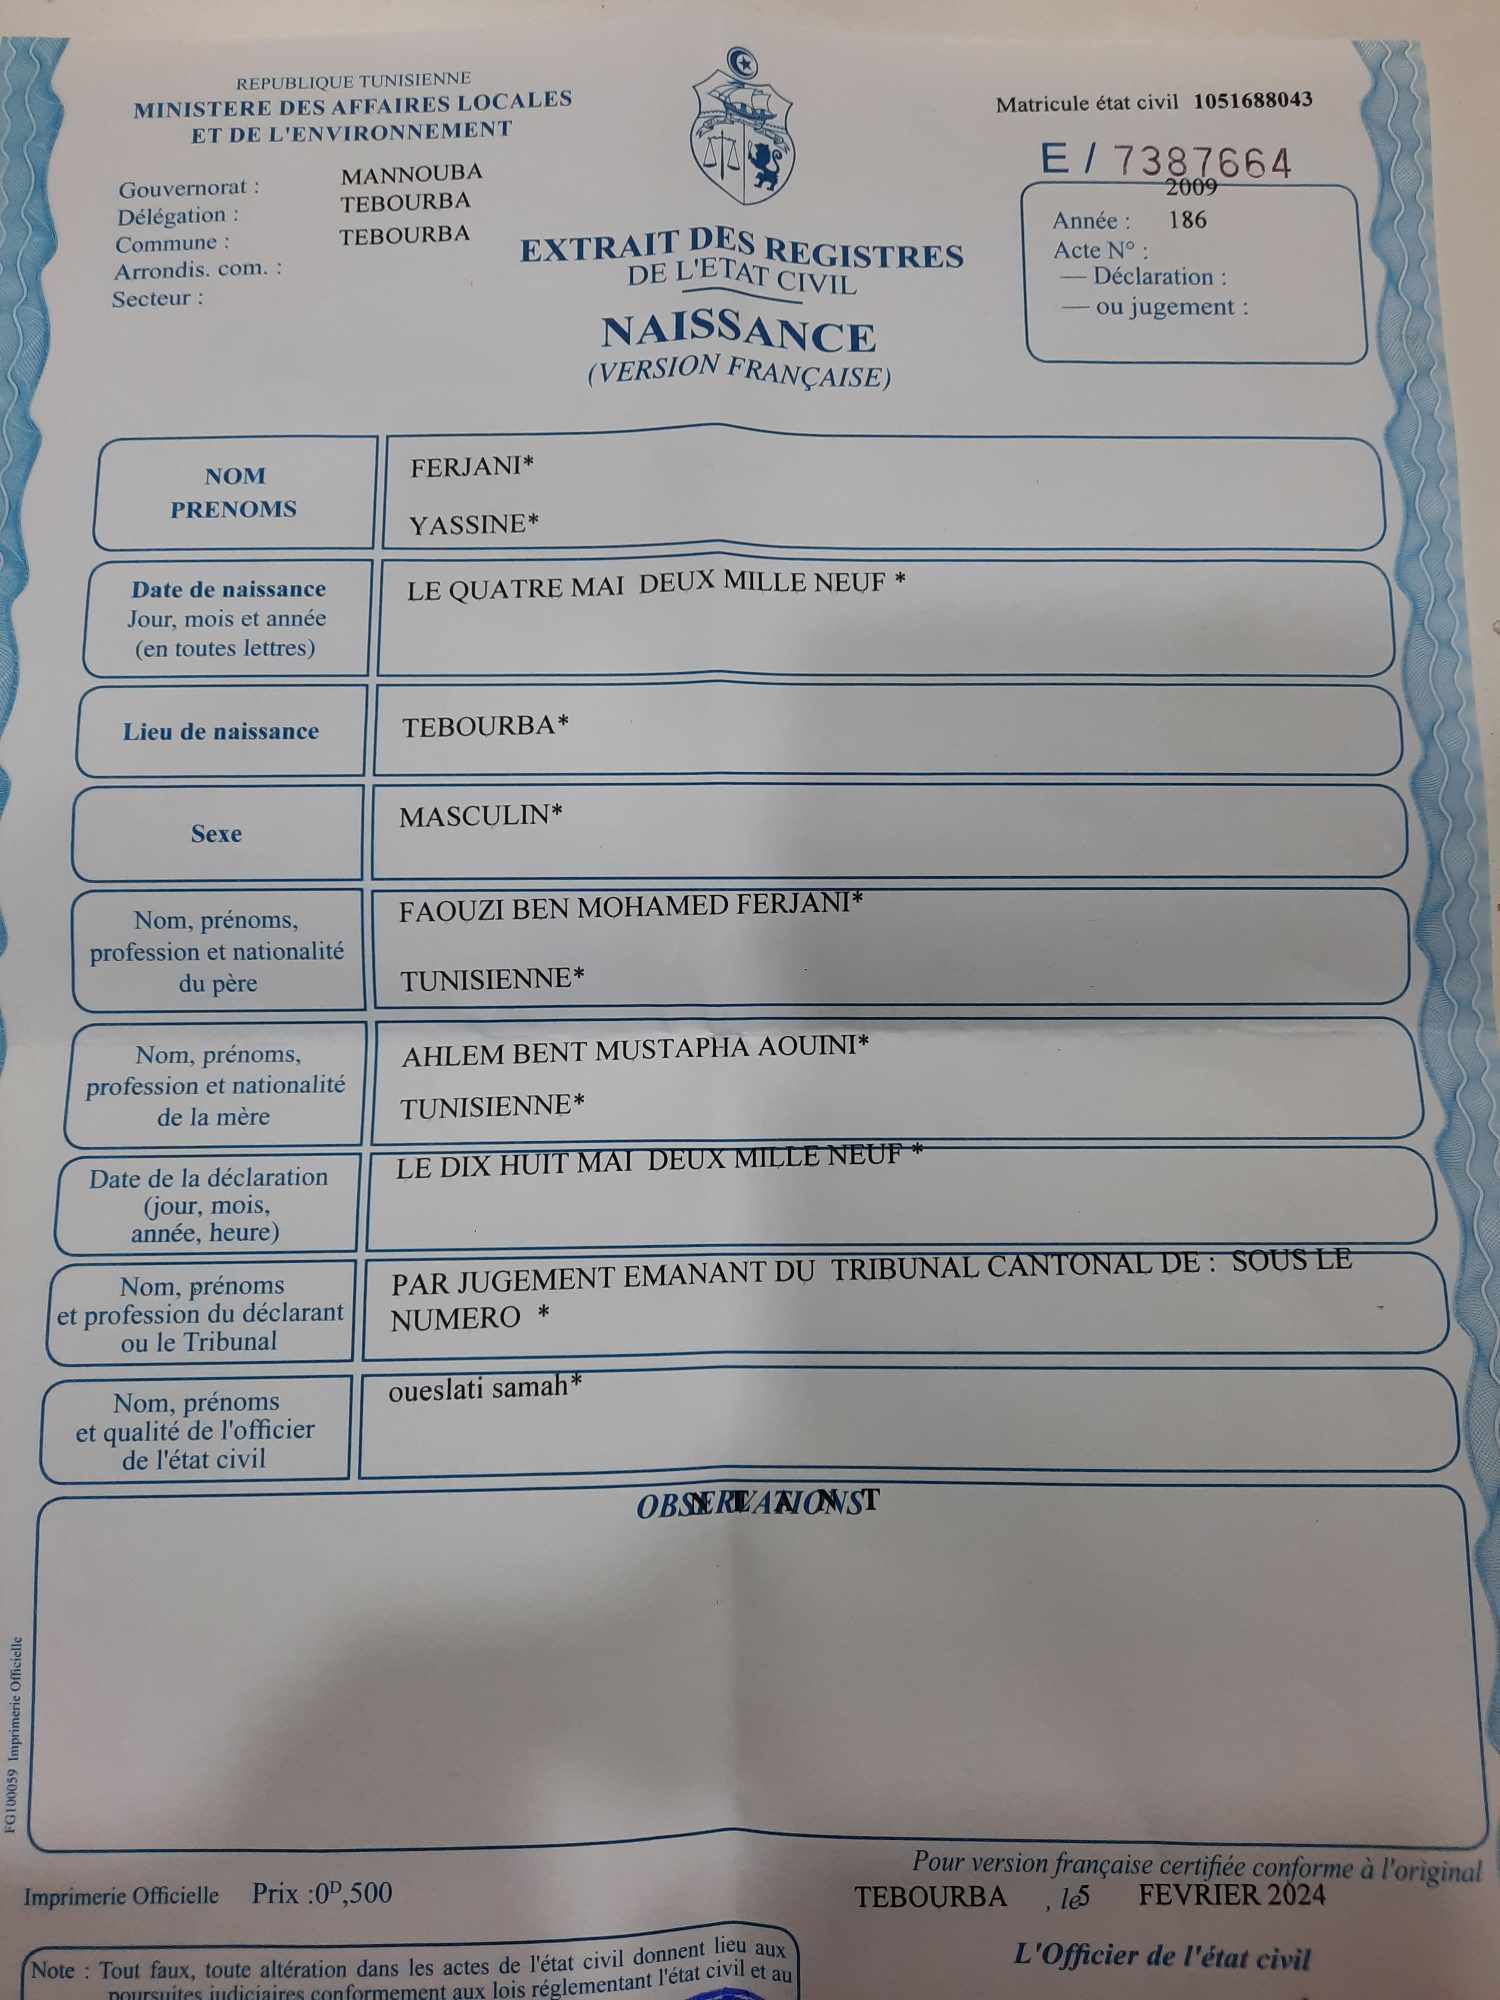 REPUBLIQUE TUNISIENNE
MINISTERE DES AFFAIRES LOCALES
ET DE L'ENVIRONNEMENT
Gouvernorat : MANNOUBA
Délégation : TEBOURBA
Commune : TEBOURBA
Arrondis. com. :
Secteur :
Matricule état civil 1051688043
E / 7387664
2009
Année : 186
Acte N° :
— Déclaration :
— ou jugement :
EXTRAIT DES REGISTRES
DE L'ETAT CIVIL
NAISSANCE
(VERSION FRANÇAISE)
NOM
PRENOMS
FERJANI*
YASSINE*
Date de naissance
Jour, mois et année
(en toutes lettres)
LE QUATRE MAI DEUX MILLE NEUF *
Lieu de naissance
TEBOURBA*
Sexe
MASCULIN*
Nom, prénoms,
profession et nationalité
du père
FAOUZI BEN MOHAMED FERJANI*
TUNISIENNE*
Nom, prénoms,
profession et nationalité
de la mère
AHLEM BENT MUSTAPHA AOUINI*
TUNISIENNE*
Date de la déclaration
(jour, mois,
année, heure)
LE DIX HUIT MAI DEUX MILLE NEUF *
Nom, prénoms
et profession du déclarant
ou le Tribunal
PAR JUGEMENT EMANANT DU TRIBUNAL CANTONAL DE : SOUS LE
NUMERO *
Nom, prénoms
et qualité de l'officier
de l'état civil
oueslati samah*
OBSERVATIONS
N E A N T
FG100059 Imprimerie Officielle
Pour version française certifiée conforme à l'original
Imprimerie Officielle Prix :0D,500
TEBOURBA , le 5 FEVRIER 2024
L'Officier de l'état civil
Note : Tout faux, toute altération dans les actes de l'état civil donnent lieu aux
poursuites judiciaires conformement aux lois réglementant l'état civil et au